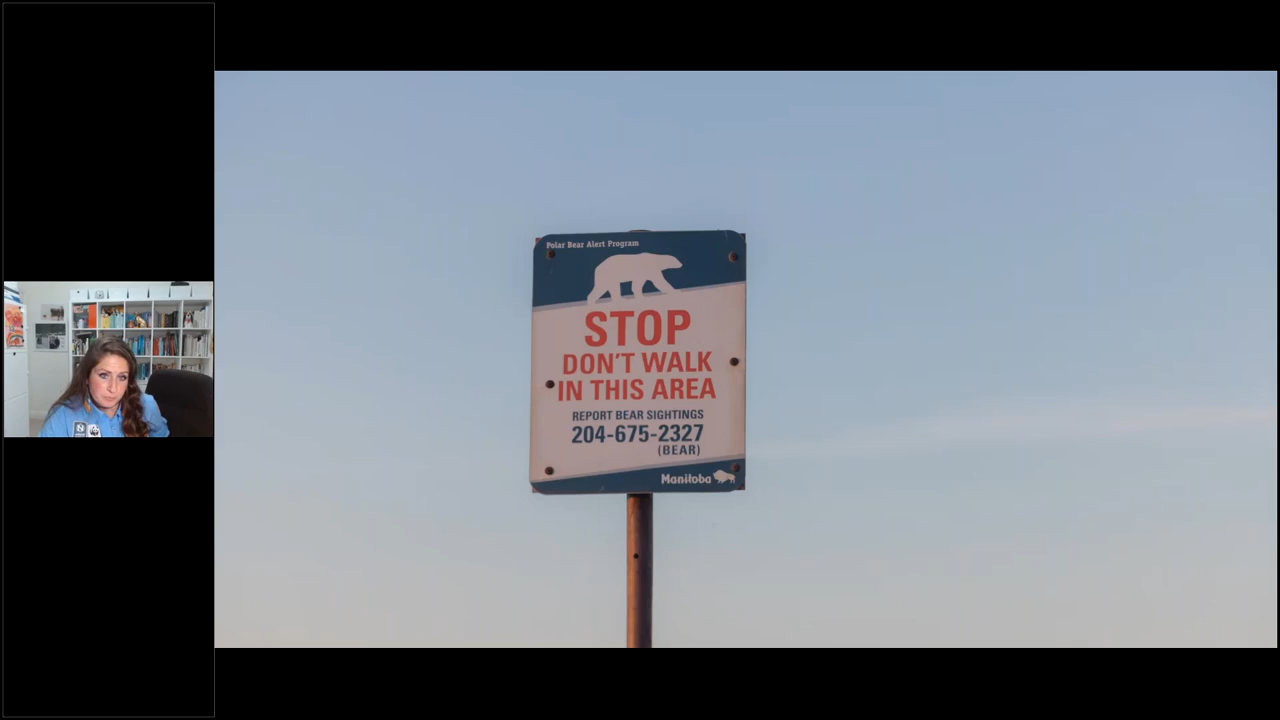 Polar Bear Alert Program
STOP
DON'T WALK
IN THIS AREA
REPORT BEAR SIGHTINGS
204-675-2327
(BEAR)
Manitoba